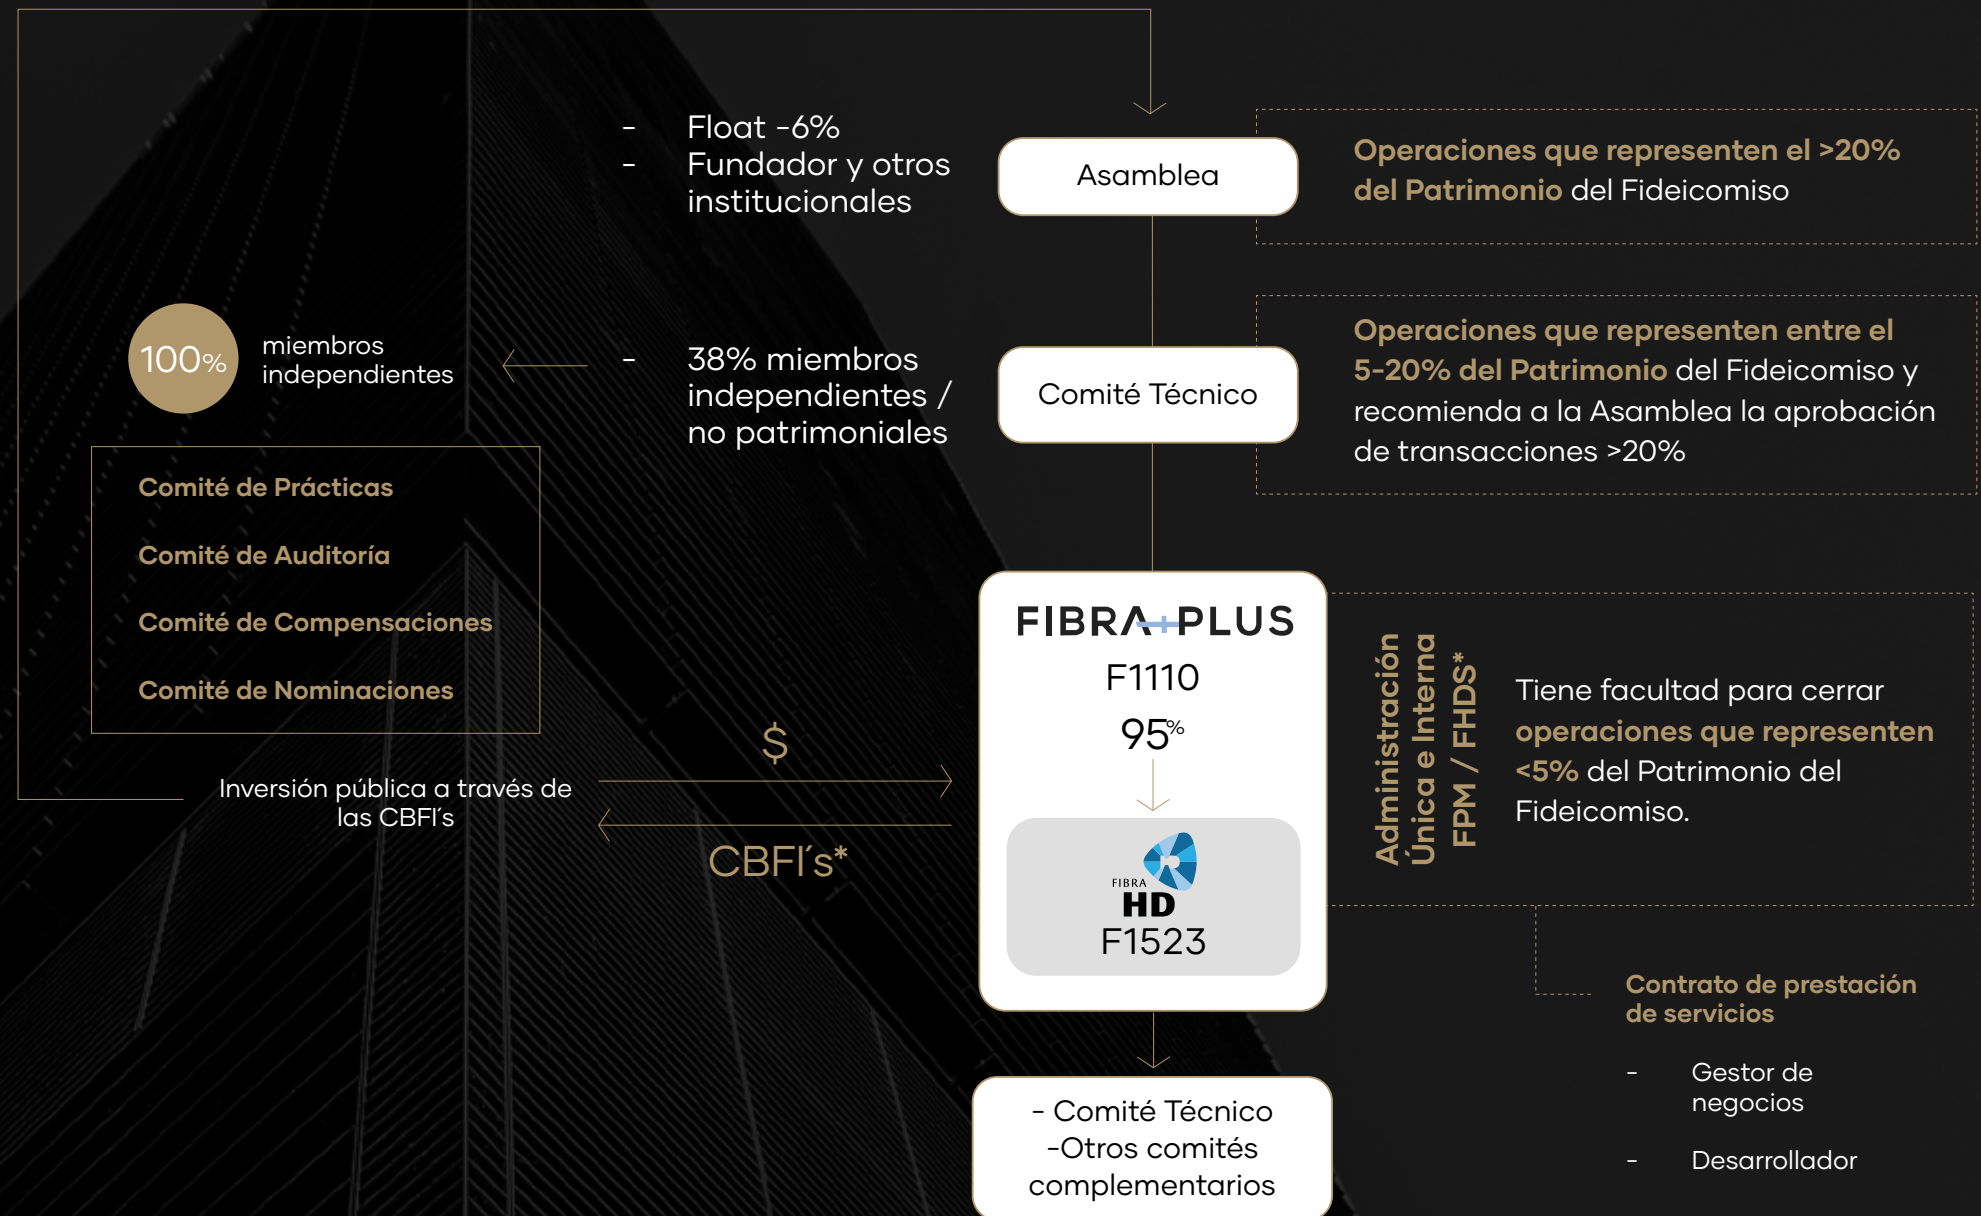 - Float -6%
- Fundador y otros
institucionales
Asamblea
Operaciones que representen el >20%
del Patrimonio del Fideicomiso
100%
miembros
independientes
- 38% miembros
independientes /
no patrimoniales
Comité Técnico
Operaciones que representen entre el
5-20% del Patrimonio del Fideicomiso y
recomienda a la Asamblea la aprobación
de transacciones >20%
Comité de Prácticas
Comité de Auditoría
Comité de Compensaciones
Comité de Nominaciones
Inversión pública a través de
las CBFI´s
$
CBFI´s*
FIBRA+PLUS
F1110
95%
FIBRA
HD
F1523
Administración
Única e Interna
FPM / FHDS*
Tiene facultad para cerrar
operaciones que representen
<5% del Patrimonio del
Fideicomiso.
Contrato de prestación
de servicios
- Gestor de
negocios
- Desarrollador
- Comité Técnico
-Otros comités
complementarios